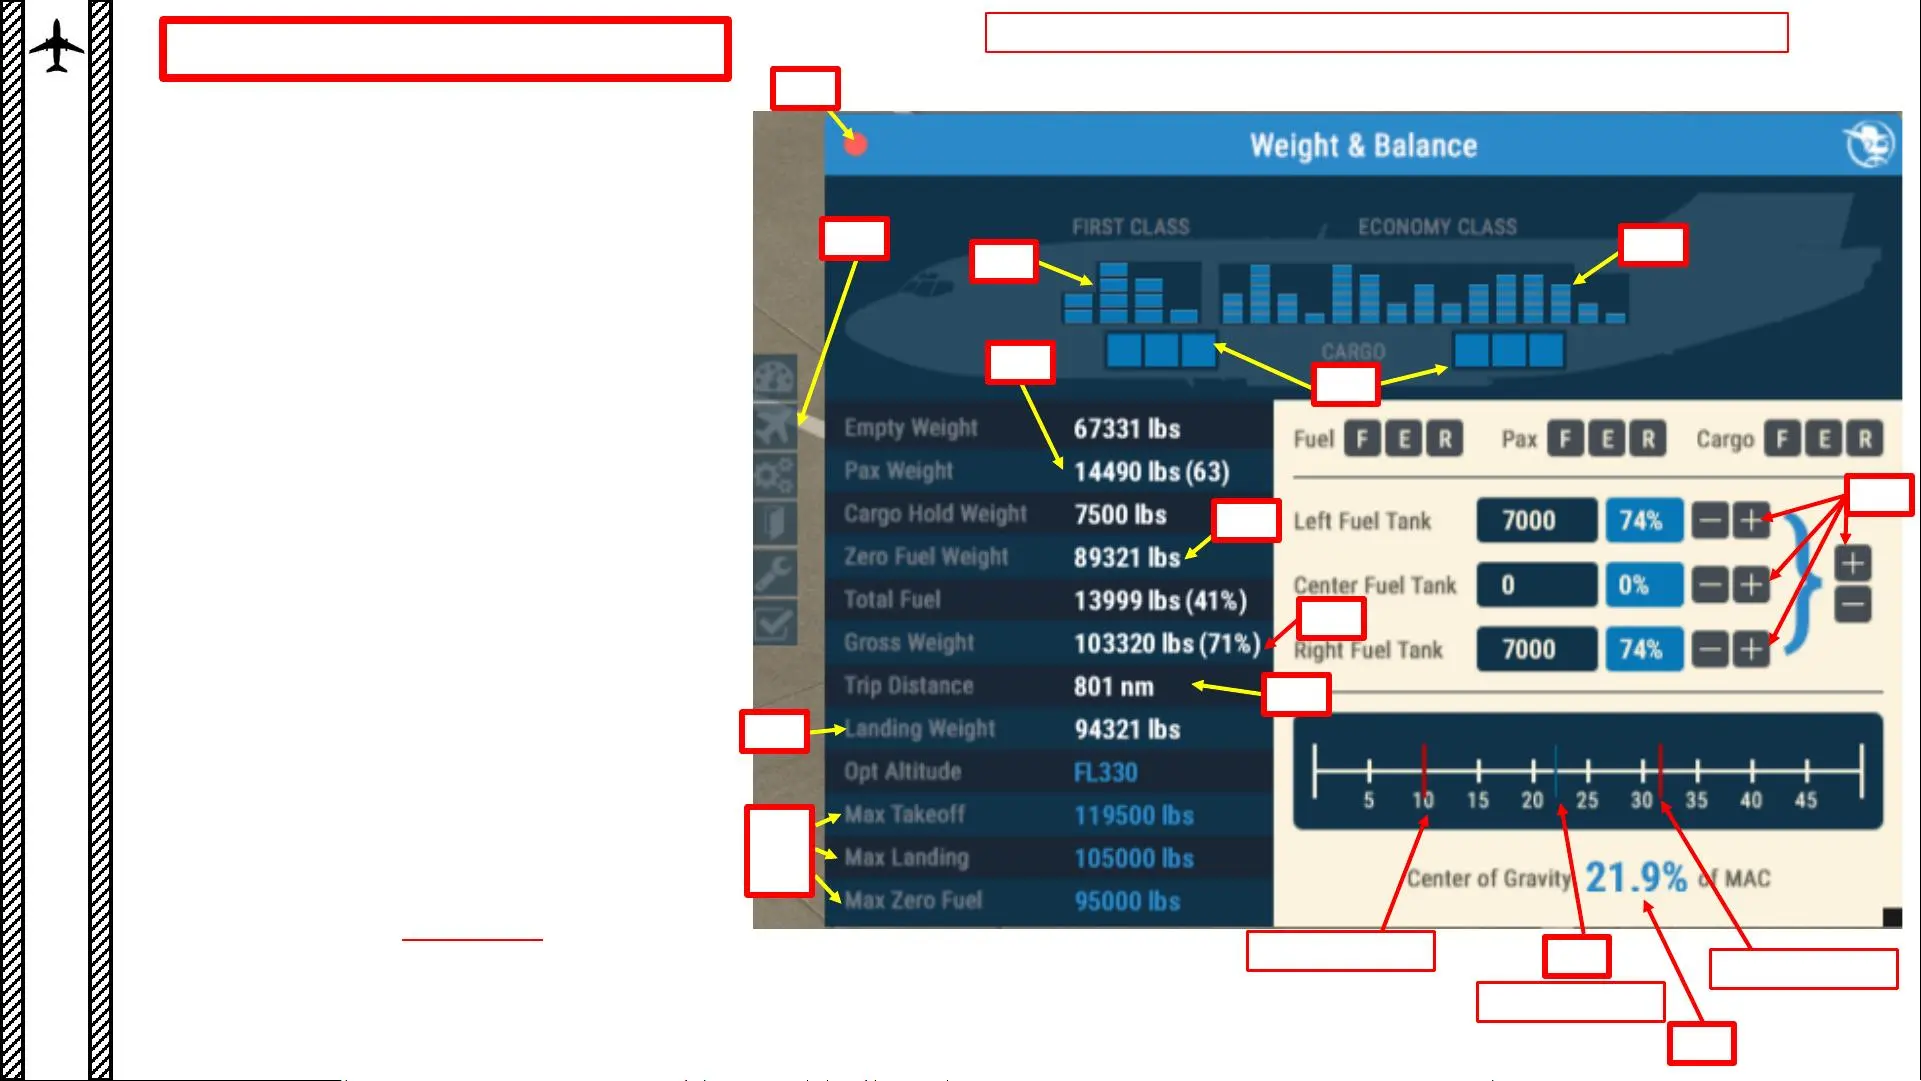 Weight & Balance
FIRST CLASS
ECONOMY CLASS
CARGO
Empty Weight 67331 lbs
Pax Weight 14490 lbs (63)
Cargo Hold Weight 7500 lbs
Zero Fuel Weight 89321 lbs
Total Fuel 13999 lbs (41%)
Gross Weight 103320 lbs (71%)
Trip Distance 801 nm
Landing Weight 94321 lbs
Opt Altitude FL330
Max Takeoff 119500 lbs
Max Landing 105000 lbs
Max Zero Fuel 95000 lbs
Fuel F E R Pax F E R Cargo F E R
Left Fuel Tank 7000 74% − +
Center Fuel Tank 0 0% − +
Right Fuel Tank 7000 74% − +
+
−
5 10 15 20 25 30 35 40 45
Center of Gravity 21.9% of MAC